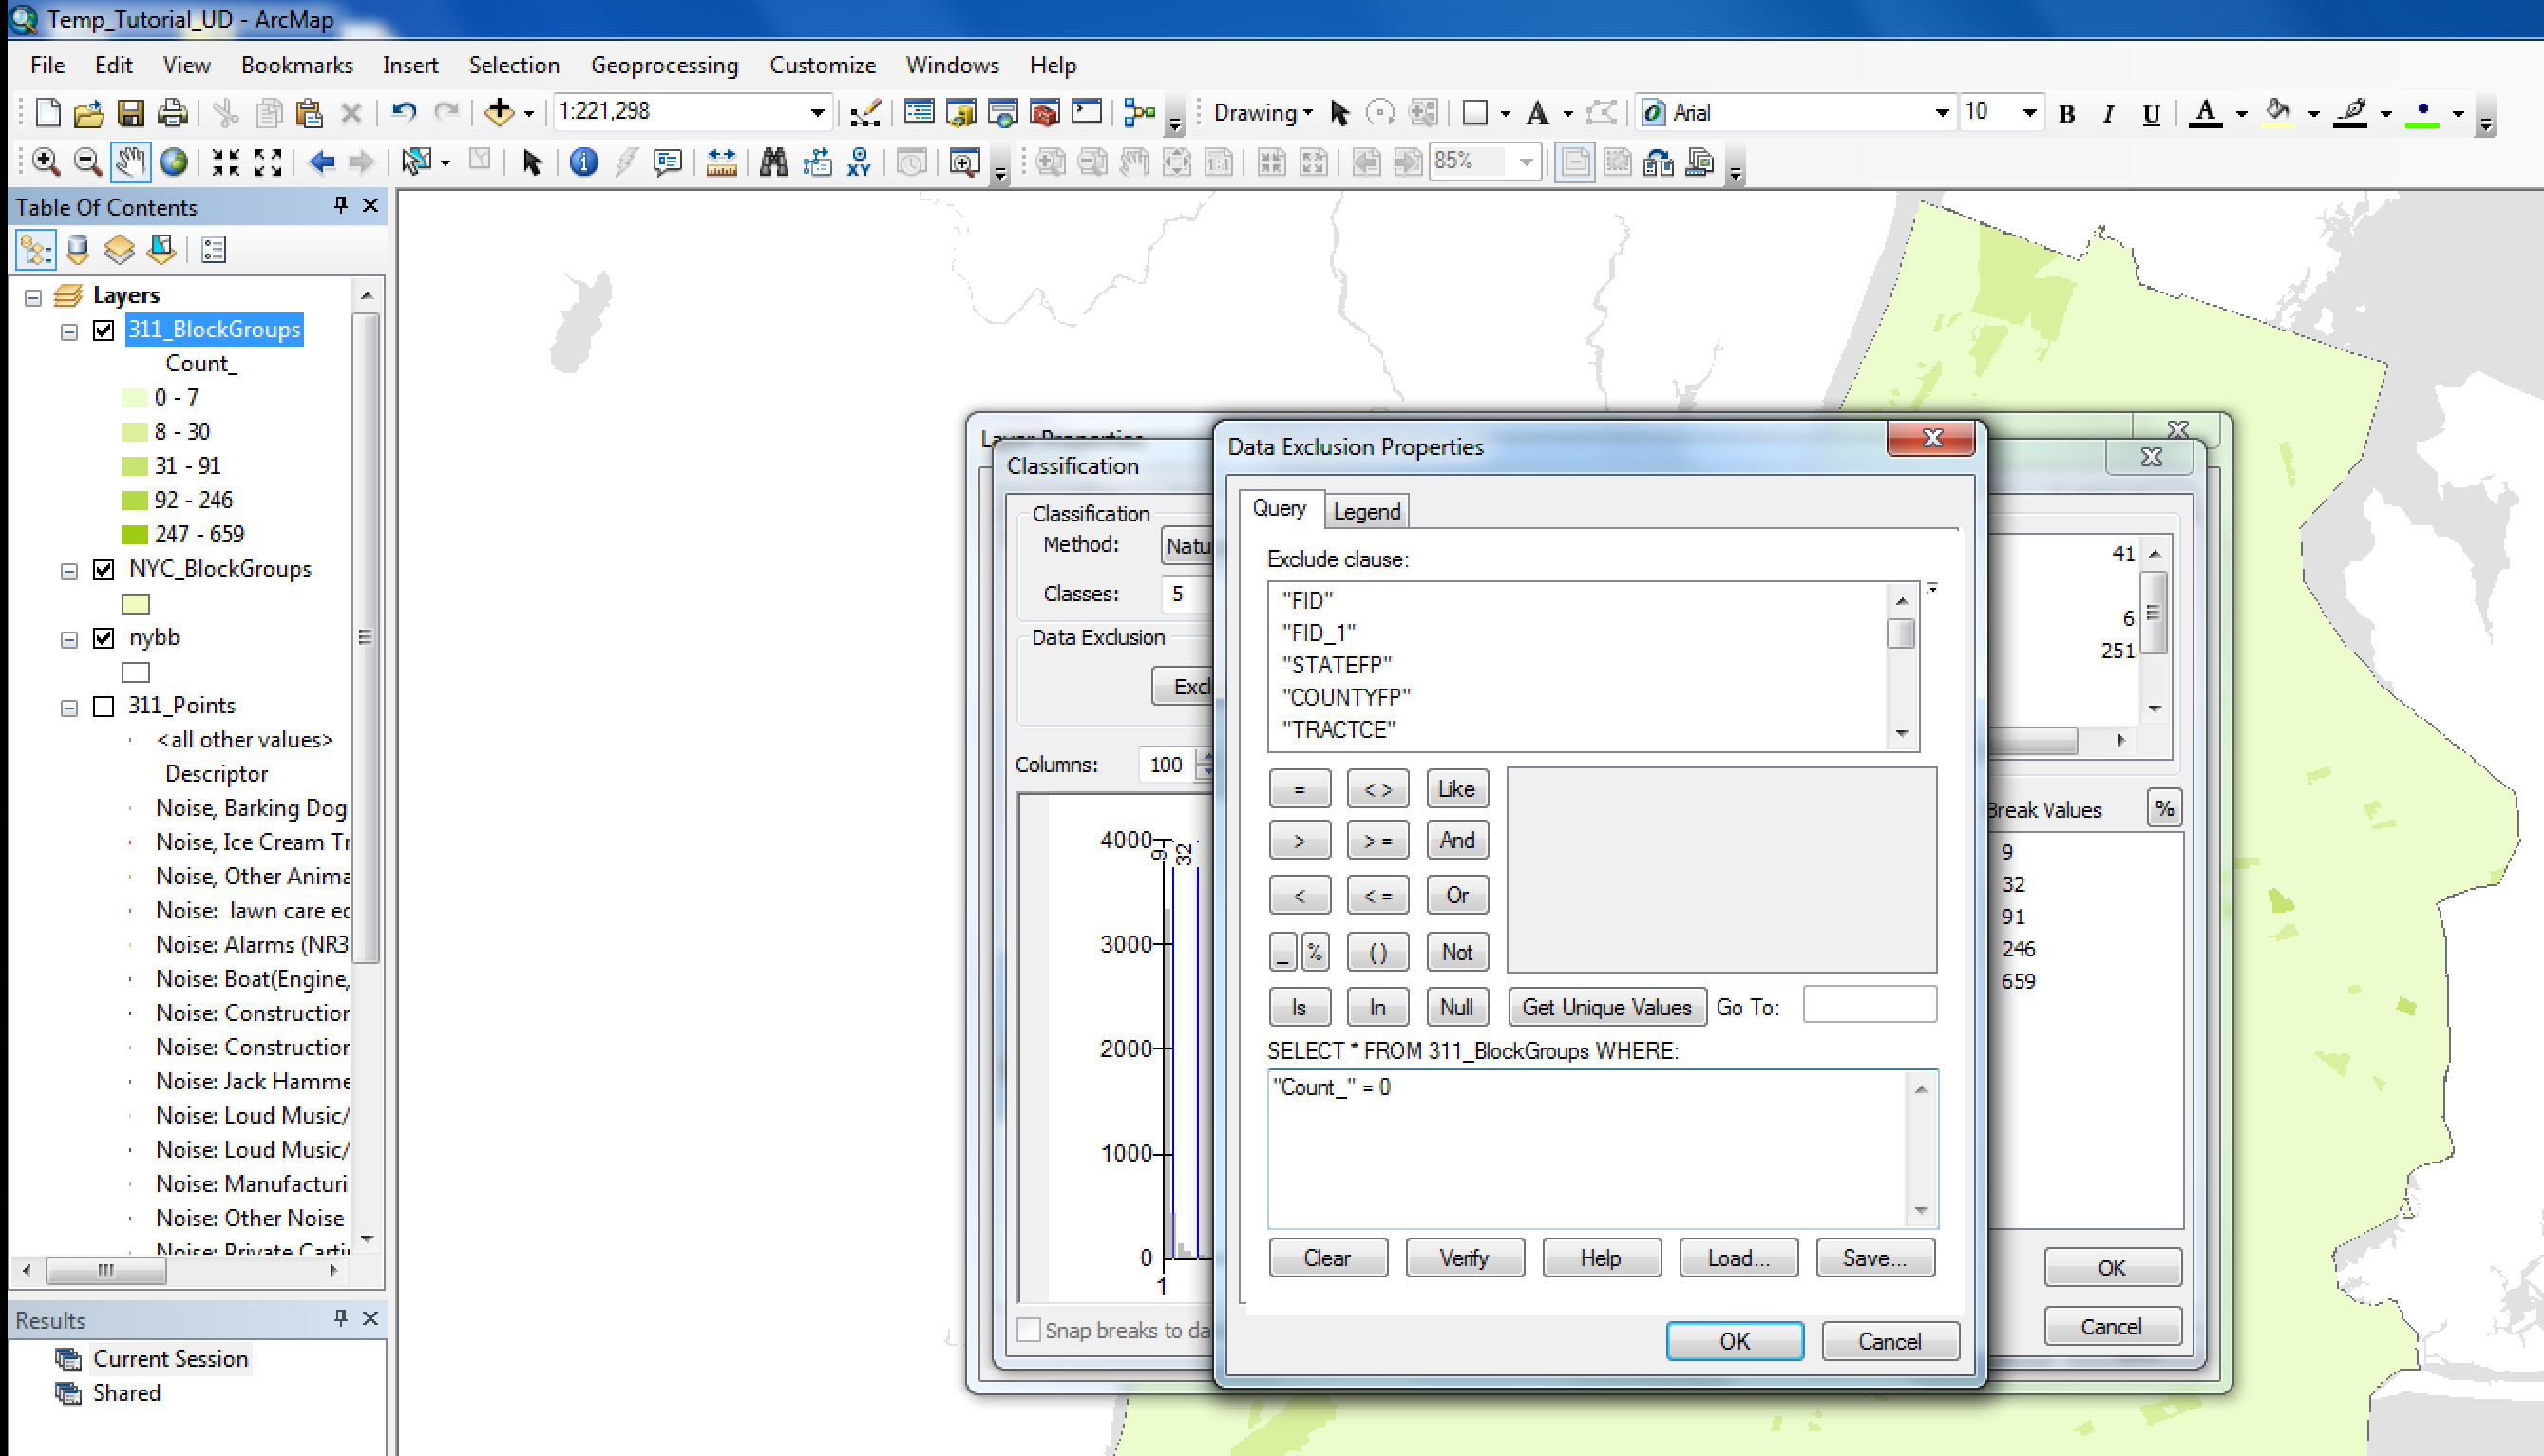 Temp_Tutorial_UD - ArcMap
File Edit View Bookmarks Insert Selection Geoprocessing Customize Windows Help
1:221,298 Drawing Arial 10 B I U A
85%
Table Of Contents
Layers
311_BlockGroups
Count_
0 - 7
8 - 30
31 - 91
92 - 246
247 - 659
NYC_BlockGroups
nybb
311_Points
<all other values>
Descriptor
Noise, Barking Dog
Noise, Ice Cream Tr
Noise, Other Anima
Noise: lawn care eq
Noise: Alarms (NR3
Noise: Boat(Engine,
Noise: Construction
Noise: Construction
Noise: Jack Hamme
Noise: Loud Music/
Noise: Loud Music/
Noise: Manufacturi
Noise: Other Noise
Noise: Private Carti
Results
Current Session
Shared
Layer Properties
Classification
Classification
Method: Natu
Classes: 5
Data Exclusion
Excl
Columns: 100
4000
9
32
3000
2000
1000
0
1
Snap breaks to da
Data Exclusion Properties
Query Legend
Exclude clause:
"FID"
"FID_1"
"STATEFP"
"COUNTYFP"
"TRACTCE"
= < > Like
> > = And
< < = Or
_ % ( ) Not
Is In Null Get Unique Values Go To:
SELECT * FROM 311_BlockGroups WHERE:
"Count_" = 0
Clear Verify Help Load... Save...
OK Cancel
41
6
251
Break Values %
9
32
91
246
659
OK
Cancel